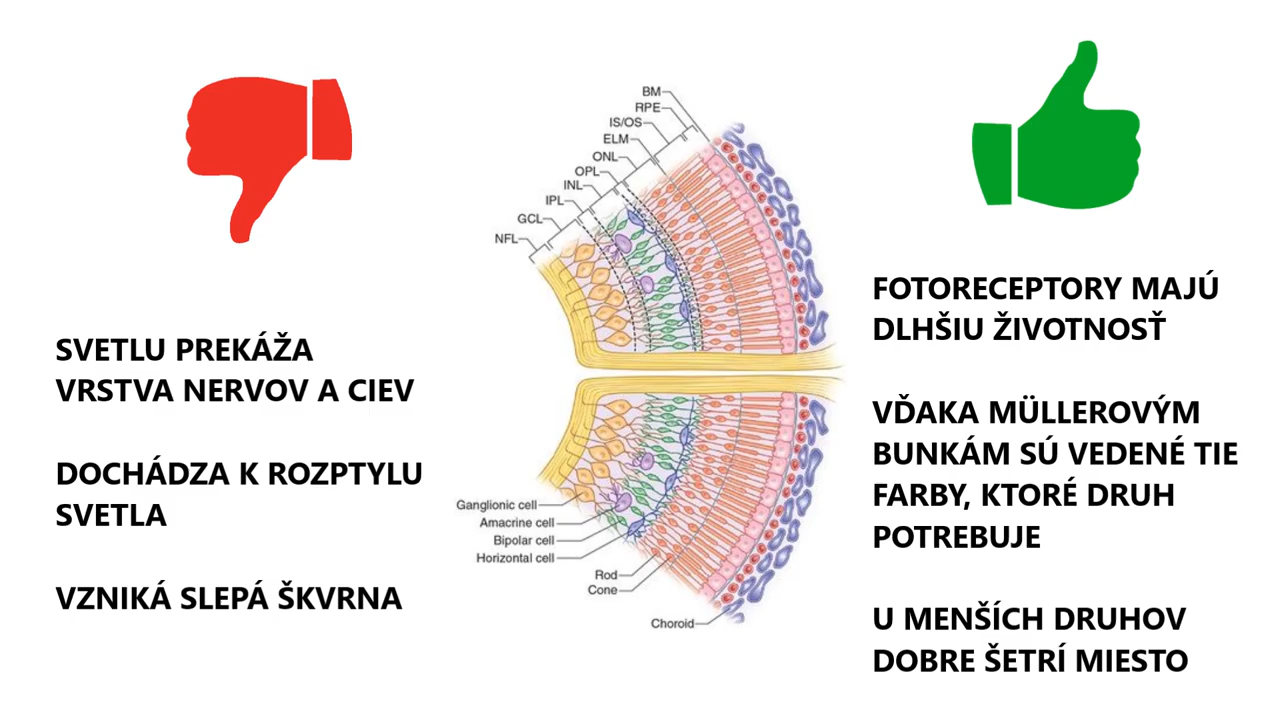 SVETLU PREKÁŽA
VRSTVA NERVOV A CIEV
DOCHÁDZA K ROZPTYLU
SVETLA
VZNIKÁ SLEPÁ ŠKVRNA
BM
RPE
IS/OS
ELM
ONL
OPL
INL
IPL
GCL
NFL
Ganglionic cell
Amacrine cell
Bipolar cell
Horizontal cell
Rod
Cone
Choroid
FOTORECEPTORY MAJÚ
DLHŠIU ŽIVOTNOSŤ
VĎAKA MÜLLEROVÝM
BUNKÁM SÚ VEDENÉ TIE
FARBY, KTORÉ DRUH
POTREBUJE
U MENŠÍCH DRUHOV
DOBRE ŠETRÍ MIESTO